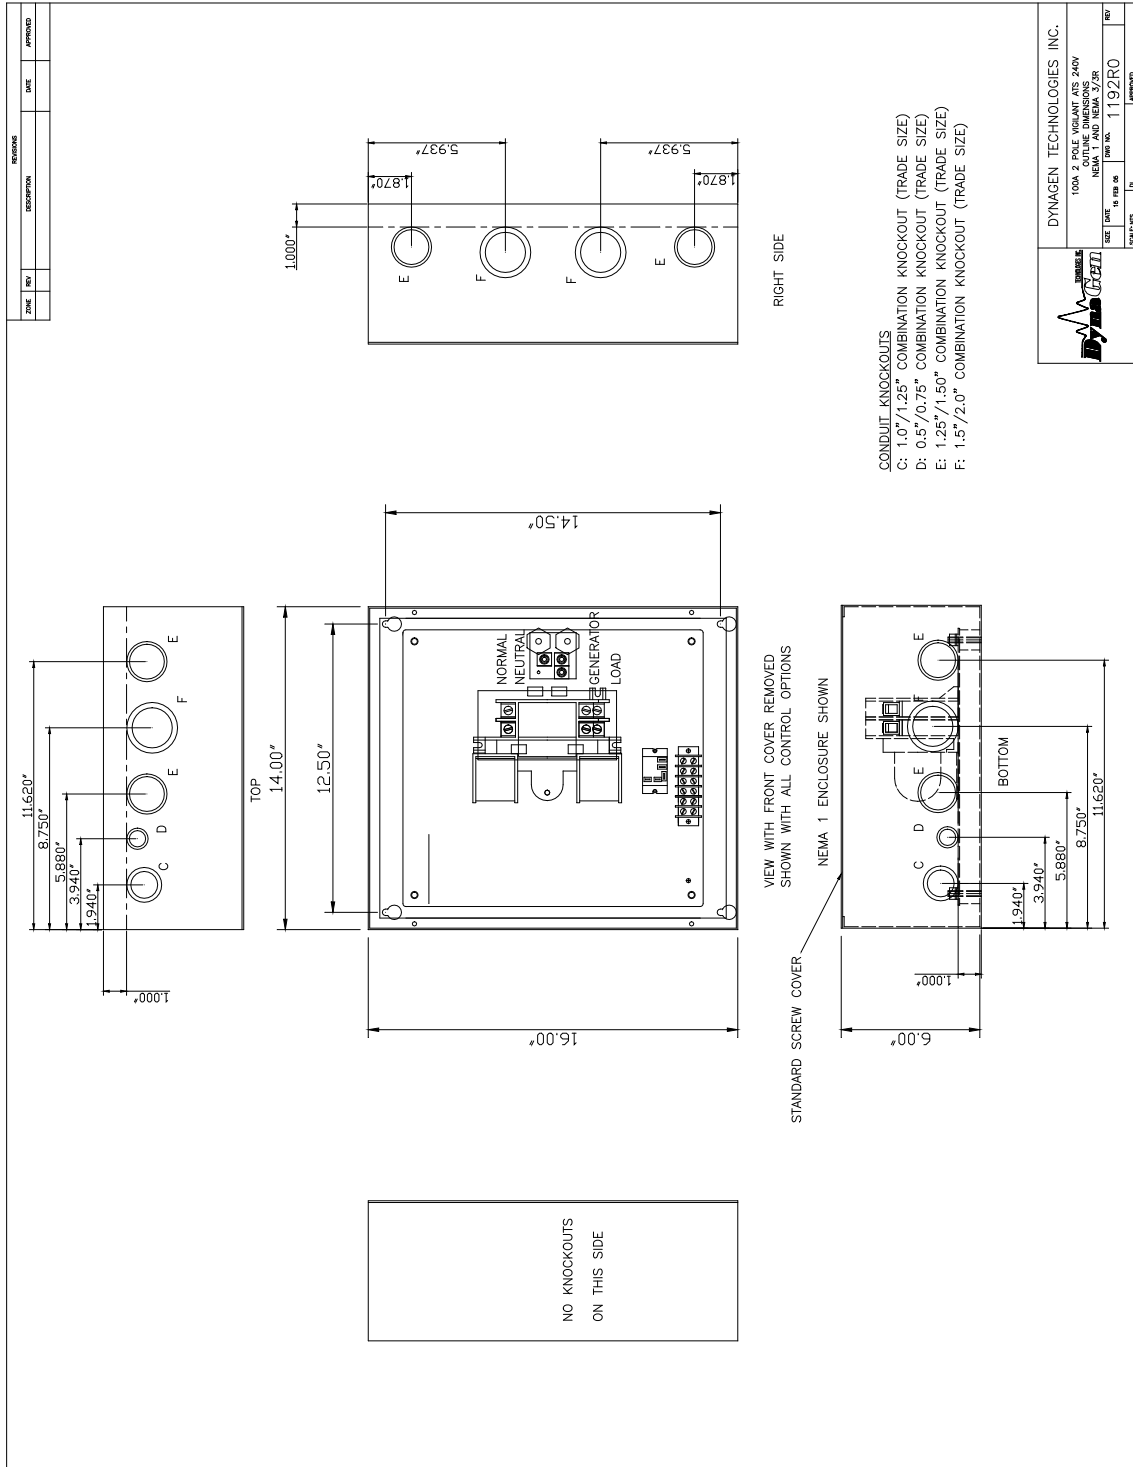 REVISIONS
ZONE REV DESCRIPTION DATE APPROVED
11.620"
8.750"
5.880"
3.940"
1.940"
1.000"
C
D
E
F
E
TOP
14.00"
12.50"
16.00"
14.50"
NORMAL
NEUTRAL
GENERATOR
LOAD
VIEW WITH FRONT COVER REMOVED
SHOWN WITH ALL CONTROL OPTIONS
NEMA 1 ENCLOSURE SHOWN
STANDARD SCREW COVER
NO KNOCKOUTS
ON THIS SIDE
1.000"
1.870"
5.937"
5.937"
1.870"
E
F
F
E
RIGHT SIDE
C
D
E
F
E
BOTTOM
6.00"
1.000"
1.940"
3.940"
5.880"
8.750"
11.620"
CONDUIT KNOCKOUTS
C: 1.0"/1.25" COMBINATION KNOCKOUT (TRADE SIZE)
D: 0.5"/0.75" COMBINATION KNOCKOUT (TRADE SIZE)
E: 1.25"/1.50" COMBINATION KNOCKOUT (TRADE SIZE)
F: 1.5"/2.0" COMBINATION KNOCKOUT (TRADE SIZE)
DynaGen
TECHNOLOGIES INC.
DYNAGEN TECHNOLOGIES INC.
100A 2 POLE VIGILANT ATS 240V
OUTLINE DIMENSIONS
NEMA 1 AND NEMA 3/3R
SIZE DATE 16 FEB 06 DWG NO. 1192R0 REV